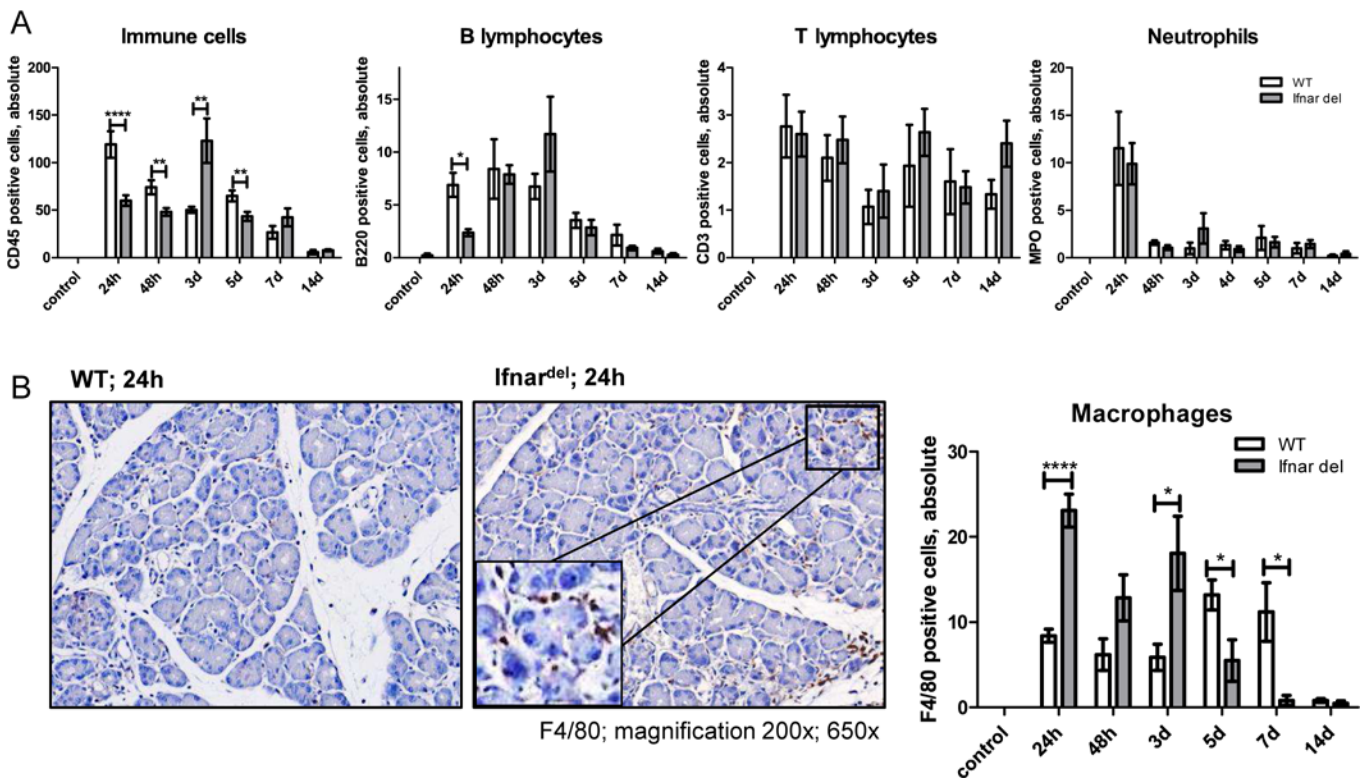 A
Immune cells
CD45 positive cells, absolute
200
150
100
50
0
****
**
**
**
control
24h
48h
3d
5d
7d
14d
B lymphocytes
B220 positive cells, absolute
15
10
5
0
*
control
24h
48h
3d
5d
7d
14d
T lymphocytes
CD3 positive cells, absolute
4
3
2
1
0
control
24h
48h
3d
5d
7d
14d
Neutrophils
MPO postive cells, absolute
20
15
10
5
0
WT
Ifnar del
control
24h
48h
3d
4d
5d
7d
14d
B
WT; 24h
Ifnardel; 24h
F4/80; magnification 200x; 650x
Macrophages
F4/80 positive cells, absolute
30
20
10
0
WT
Ifnar del
****
*
*
*
control
24h
48h
3d
5d
7d
14d